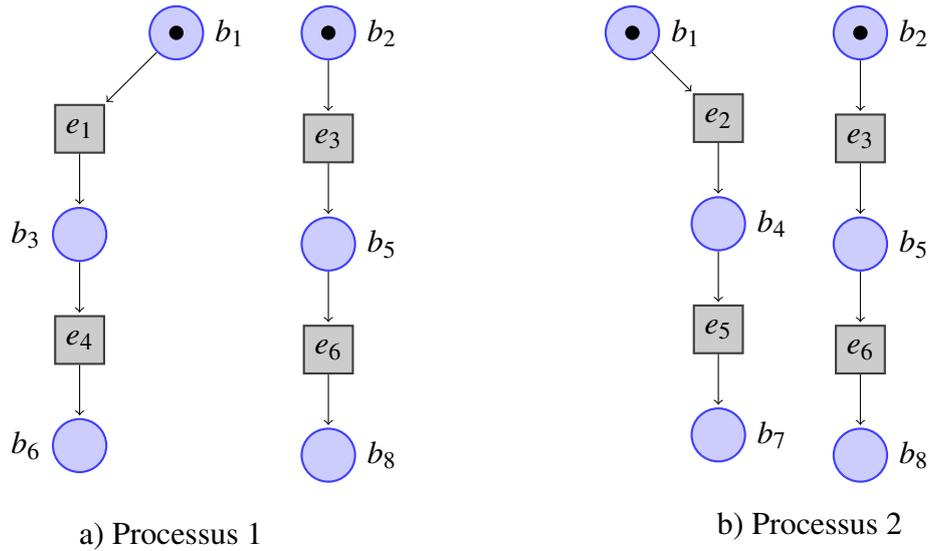 b1 b2 b1 b2
e1 e3 e2 e3
b3 b5 b4 b5
e4 e6 e5 e6
b6 b8 b7 b8
a) Processus 1 b) Processus 2